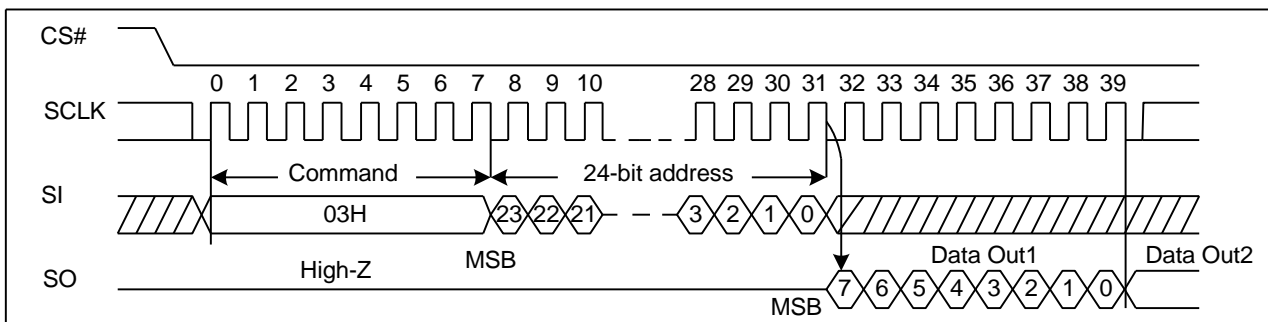 CS#
0 1 2 3 4 5 6 7 8 9 10 28 29 30 31 32 33 34 35 36 37 38 39
SCLK
Command 24-bit address
SI
03H 23 22 21 3 2 1 0
High-Z MSB Data Out1 Data Out2
SO
MSB 7 6 5 4 3 2 1 0